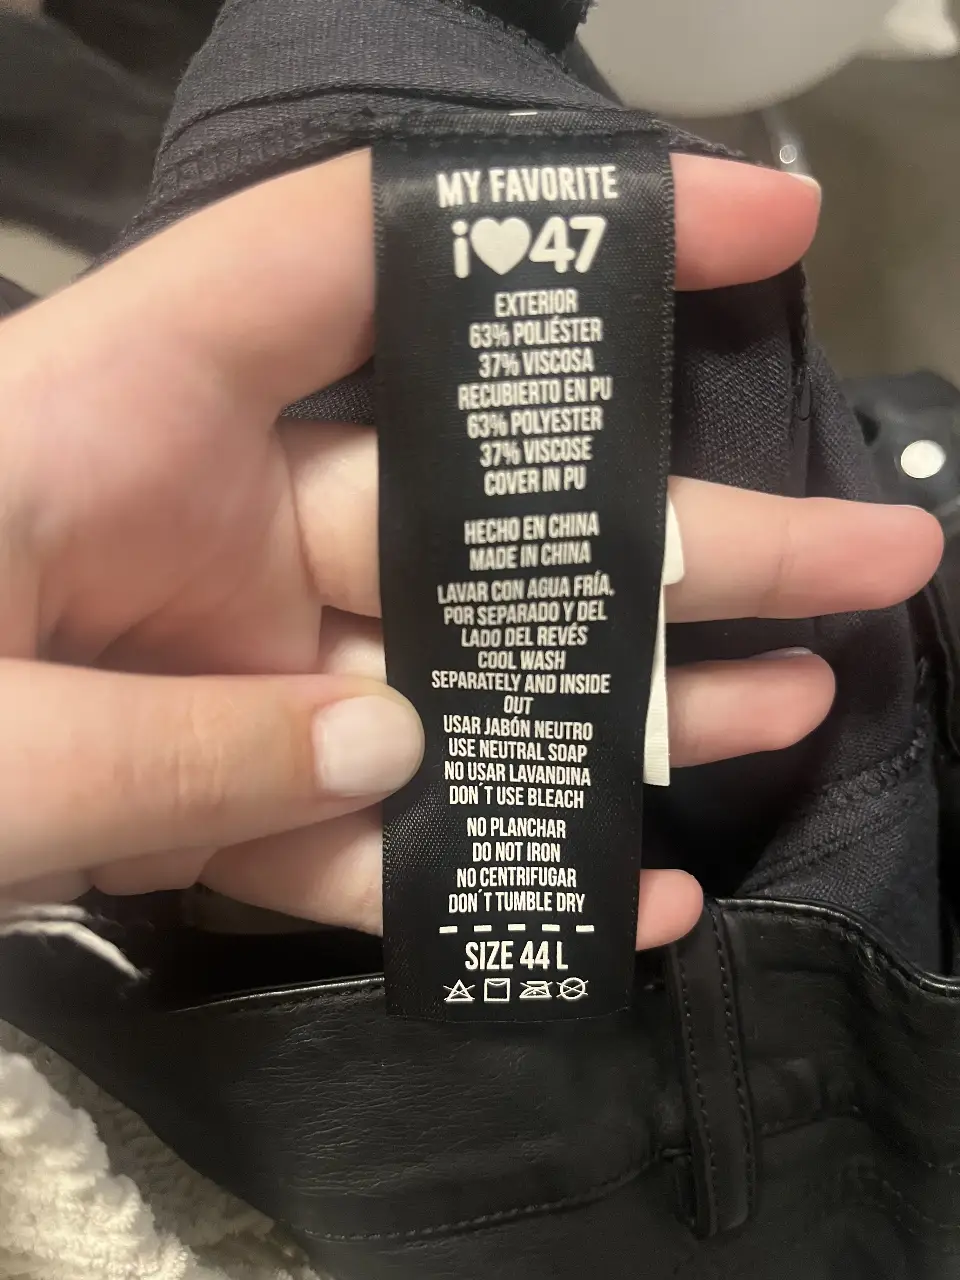 MY FAVORITE
i♥47
EXTERIOR
63% POLIÉSTER
37% VISCOSA
RECUBIERTO EN PU
63% POLYESTER
37% VISCOSE
COVER IN PU
HECHO EN CHINA
MADE IN CHINA
LAVAR CON AGUA FRÍA,
POR SEPARADO Y DEL
LADO DEL REVÉS
COOL WASH
SEPARATELY AND INSIDE
OUT
USAR JABÓN NEUTRO
USE NEUTRAL SOAP
NO USAR LAVANDINA
DON´T USE BLEACH
NO PLANCHAR
DO NOT IRON
NO CENTRIFUGAR
DON´T TUMBLE DRY
SIZE 44 L